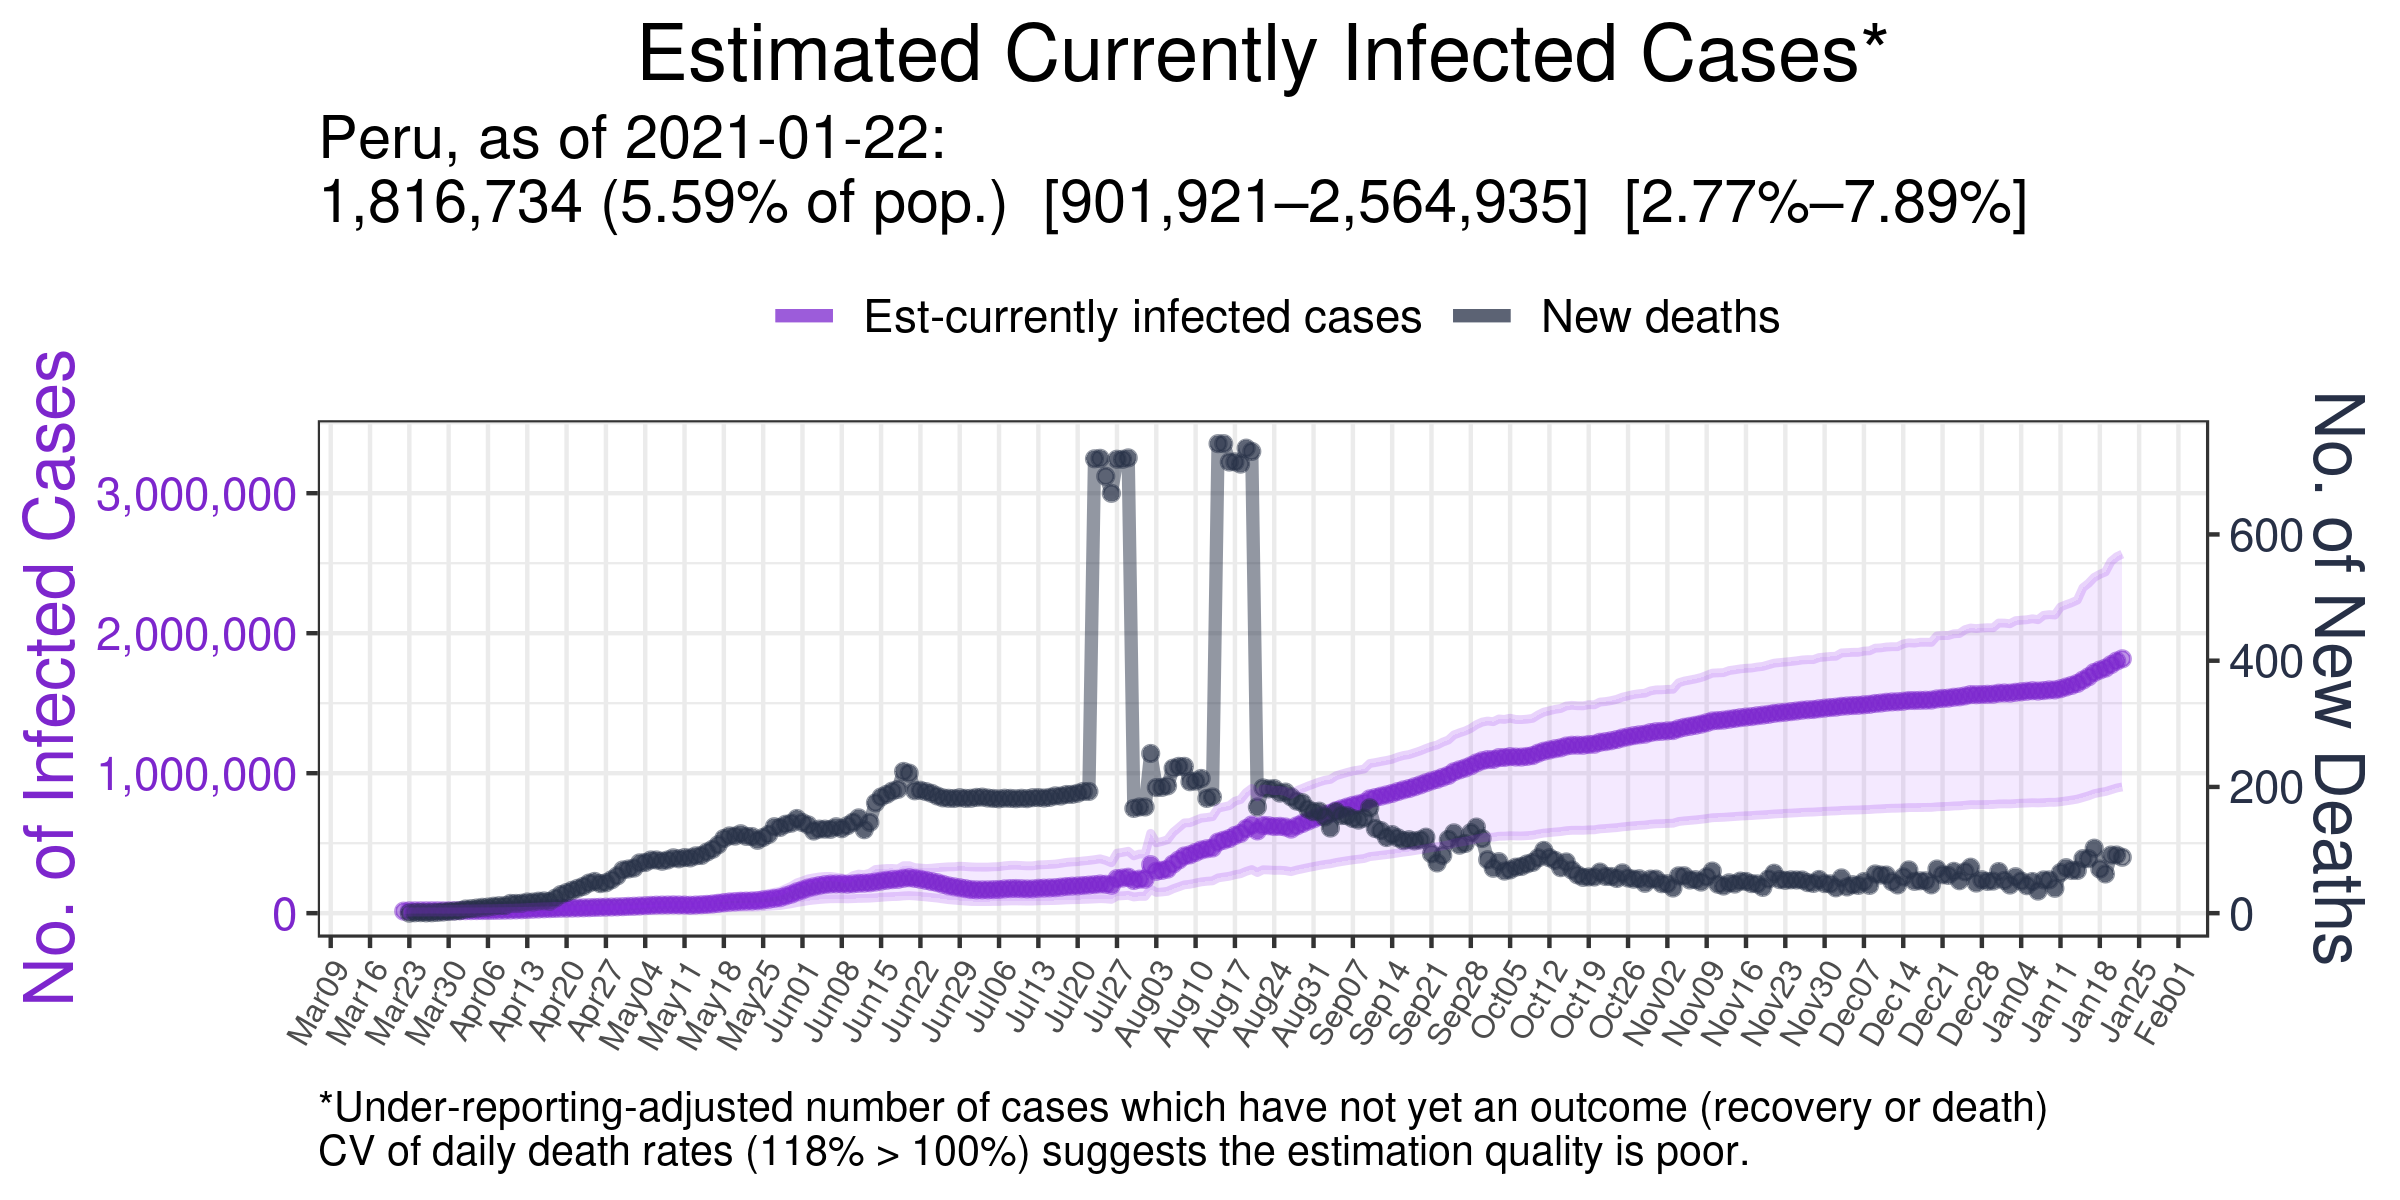 Estimated Currently Infected Cases*
Peru, as of 2021-01-22:
1,816,734 (5.59% of pop.)  [901,921–2,564,935]  [2.77%–7.89%]
Est-currently infected cases
New deaths
No. of Infected Cases
3,000,000
2,000,000
1,000,000
0
No. of New Deaths
600
400
200
0
Mar09
Mar16
Mar23
Mar30
Apr06
Apr13
Apr20
Apr27
May04
May11
May18
May25
Jun01
Jun08
Jun15
Jun22
Jun29
Jul06
Jul13
Jul20
Jul27
Aug03
Aug10
Aug17
Aug24
Aug31
Sep07
Sep14
Sep21
Sep28
Oct05
Oct12
Oct19
Oct26
Nov02
Nov09
Nov16
Nov23
Nov30
Dec07
Dec14
Dec21
Dec28
Jan04
Jan11
Jan18
Jan25
Feb01
*Under-reporting-adjusted number of cases which have not yet an outcome (recovery or death)
CV of daily death rates (118% > 100%) suggests the estimation quality is poor.